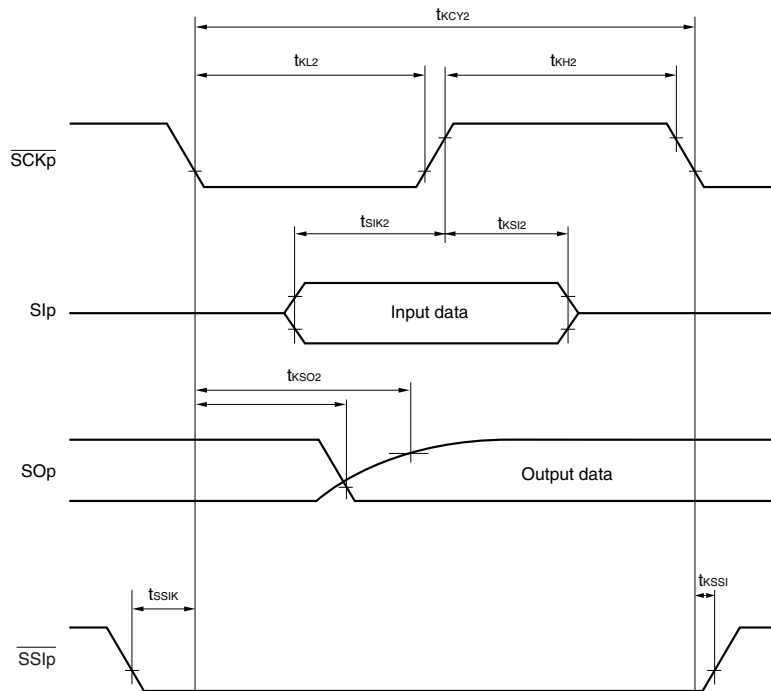 tKCY2
tKL2
tKH2
SCKp
tSIK2
tKSI2
SIp
Input data
tKSO2
SOp
Output data
tSSIK
tKSSI
SSIp